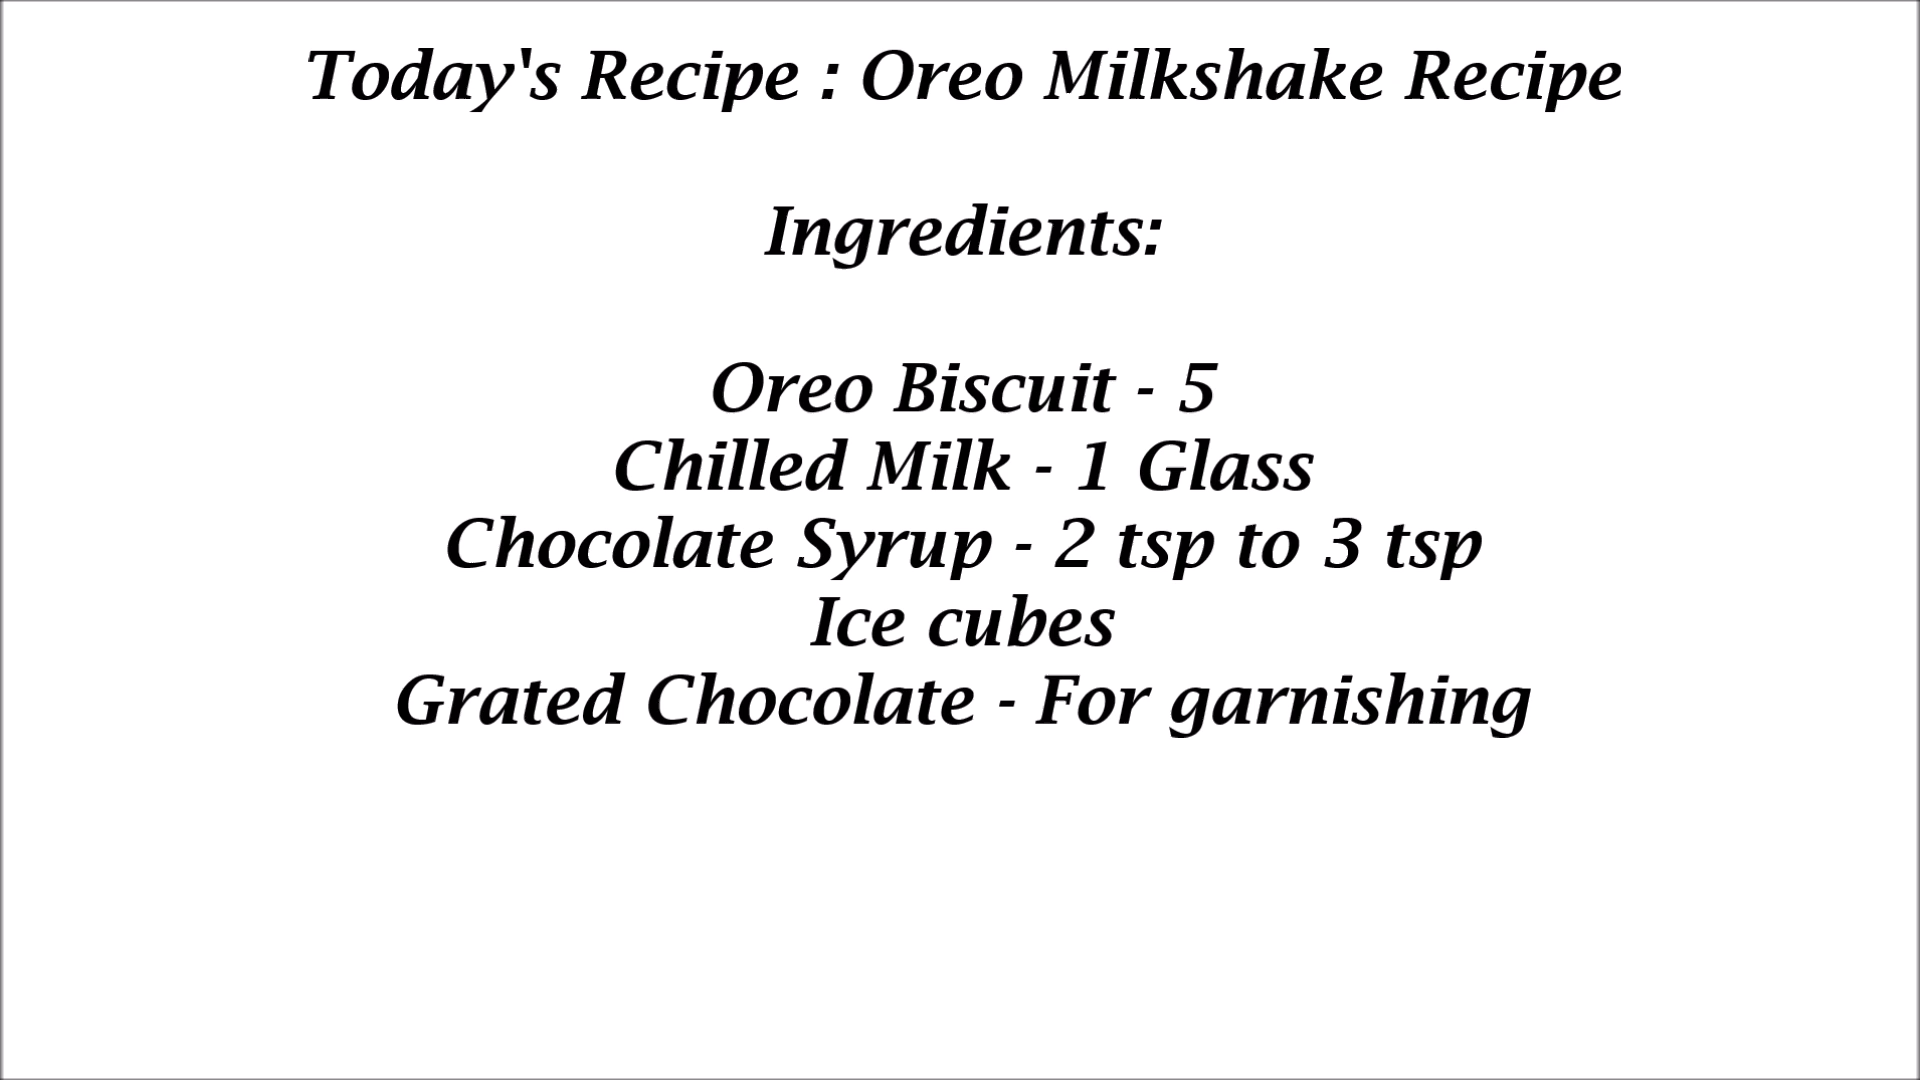 Today's Recipe : Oreo Milkshake Recipe
Ingredients:
Oreo Biscuit - 5
Chilled Milk - 1 Glass
Chocolate Syrup - 2 tsp to 3 tsp
Ice cubes
Grated Chocolate - For garnishing